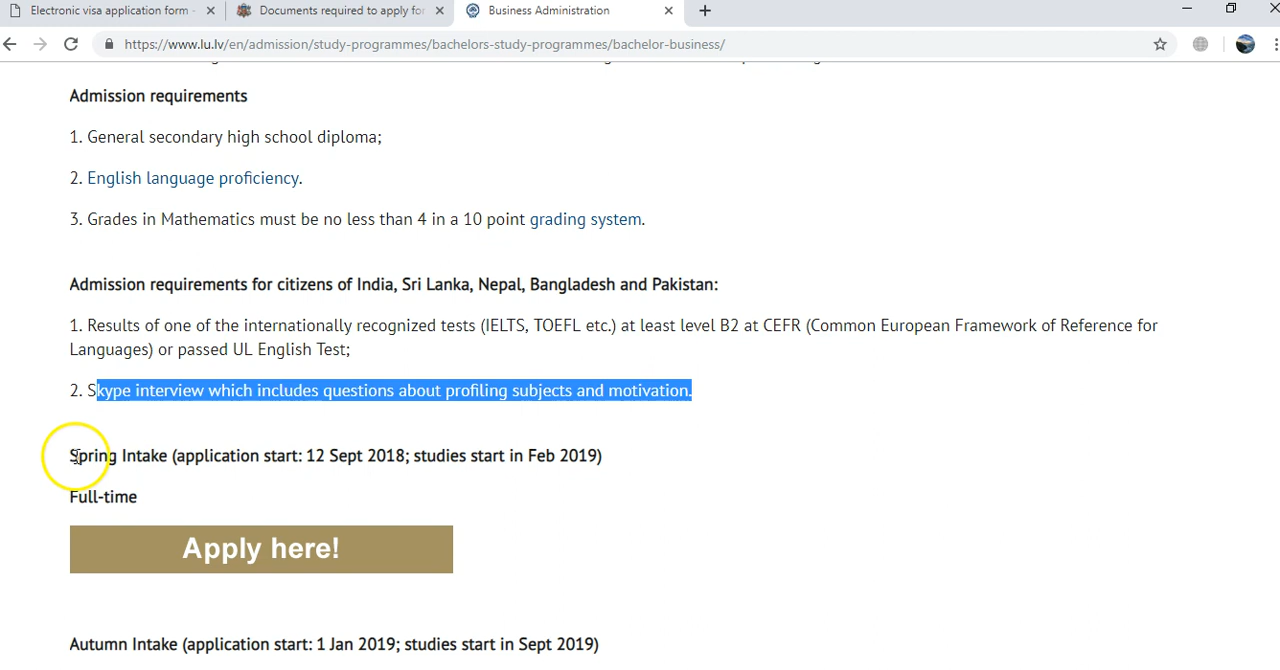 Electronic visa application form -
Documents required to apply for
Business Administration
https://www.lu.lv/en/admission/study-programmes/bachelors-study-programmes/bachelor-business/
Admission requirements
1. General secondary high school diploma;
2. English language proficiency.
3. Grades in Mathematics must be no less than 4 in a 10 point grading system.
Admission requirements for citizens of India, Sri Lanka, Nepal, Bangladesh and Pakistan:
1. Results of one of the internationally recognized tests (IELTS, TOEFL etc.) at least level B2 at CEFR (Common European Framework of Reference for
Languages) or passed UL English Test;
2. Skype interview which includes questions about profiling subjects and motivation.
Spring Intake (application start: 12 Sept 2018; studies start in Feb 2019)
Full-time
Apply here!
Autumn Intake (application start: 1 Jan 2019; studies start in Sept 2019)